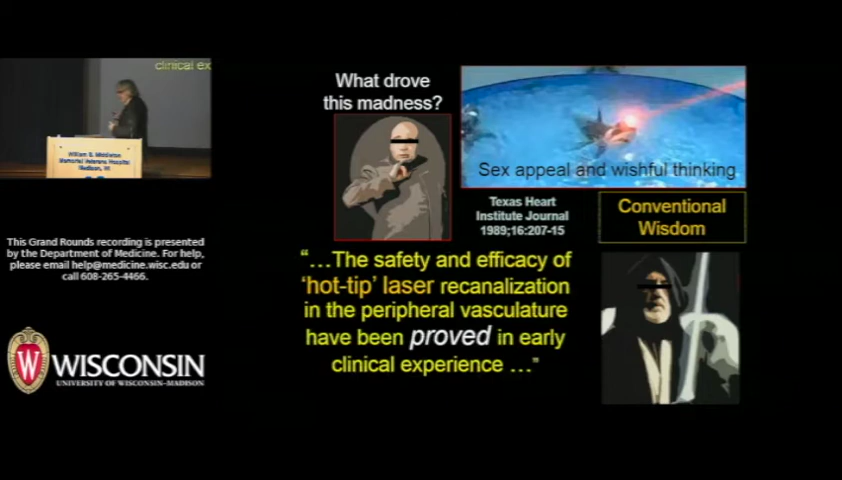 clinical ex
William S. Middleton
Memorial Veterans Hospital
Madison, WI
This Grand Rounds recording is presented
by the Department of Medicine. For help,
please email help@medicine.wisc.edu or
call 608-265-4466.
W
WISCONSIN
UNIVERSITY OF WISCONSIN–MADISON
What drove
this madness?
Sex appeal and wishful thinking
Texas Heart
Institute Journal
1989;16:207-15
Conventional
Wisdom
“…The safety and efficacy of
‘hot-tip’ laser recanalization
in the peripheral vasculature
have been proved in early
clinical experience …”